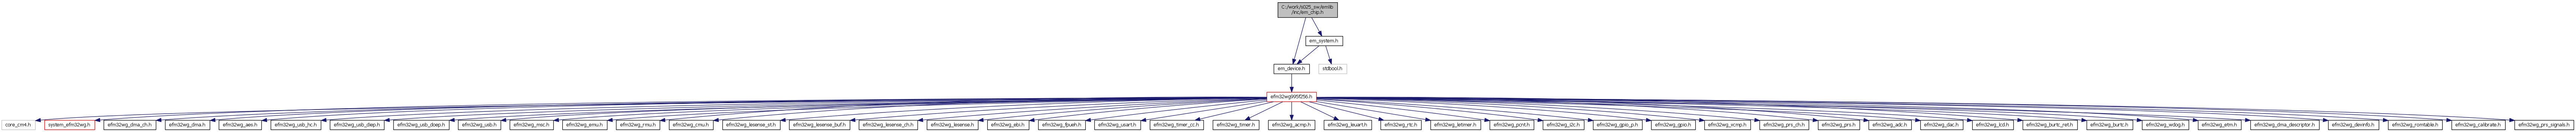 C:/work/s025_sw/emlib
/inc/em_chip.h
em_system.h
em_device.h
stdbool.h
efm32wg995f256.h
core_cm4.h
system_efm32wg.h
efm32wg_dma_ch.h
efm32wg_dma.h
efm32wg_aes.h
efm32wg_usb_hc.h
efm32wg_usb_diep.h
efm32wg_usb_doep.h
efm32wg_usb.h
efm32wg_msc.h
efm32wg_emu.h
efm32wg_rmu.h
efm32wg_cmu.h
efm32wg_lesense_st.h
efm32wg_lesense_buf.h
efm32wg_lesense_ch.h
efm32wg_lesense.h
efm32wg_ebi.h
efm32wg_fpueh.h
efm32wg_usart.h
efm32wg_timer_cc.h
efm32wg_timer.h
efm32wg_acmp.h
efm32wg_leuart.h
efm32wg_rtc.h
efm32wg_letimer.h
efm32wg_pcnt.h
efm32wg_i2c.h
efm32wg_gpio_p.h
efm32wg_gpio.h
efm32wg_vcmp.h
efm32wg_prs_ch.h
efm32wg_prs.h
efm32wg_adc.h
efm32wg_dac.h
efm32wg_lcd.h
efm32wg_burtc_ret.h
efm32wg_burtc.h
efm32wg_wdog.h
efm32wg_etm.h
efm32wg_dma_descriptor.h
efm32wg_devinfo.h
efm32wg_romtable.h
efm32wg_calibrate.h
efm32wg_prs_signals.h